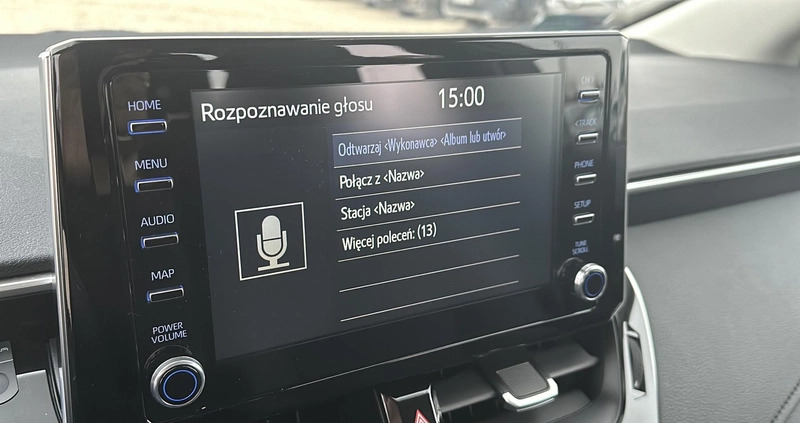 HOME
MENU
AUDIO
MAP
POWER
VOLUME
Rozpoznawanie głosu
15:00
Odtwarzaj <Wykonawca> <Album lub utwór>
Połącz z <Nazwa>
Stacja <Nazwa>
Więcej poleceń: (13)
<TRACK
PHONE
SETUP
TUNE
SCROLL